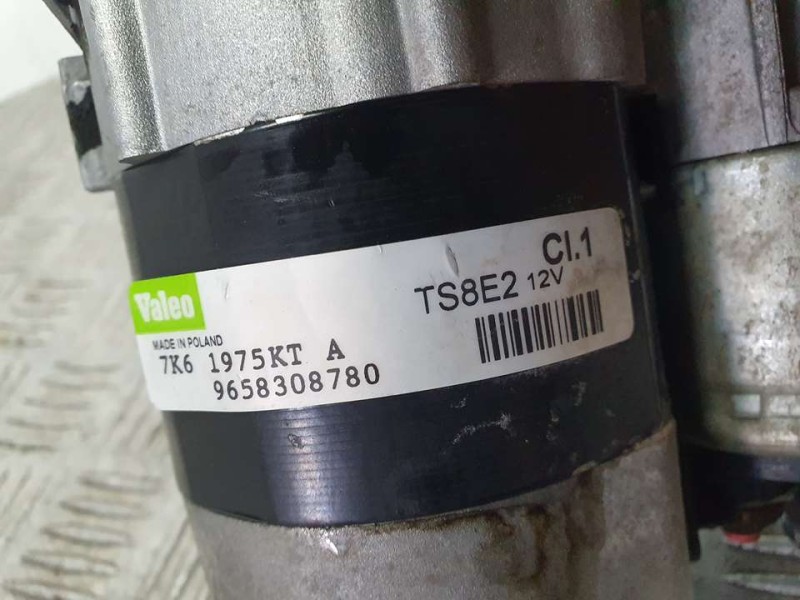 Valeo
MADE IN POLAND
7K6 1975KT A
9658308780
Cl.1
TS8E2 12V